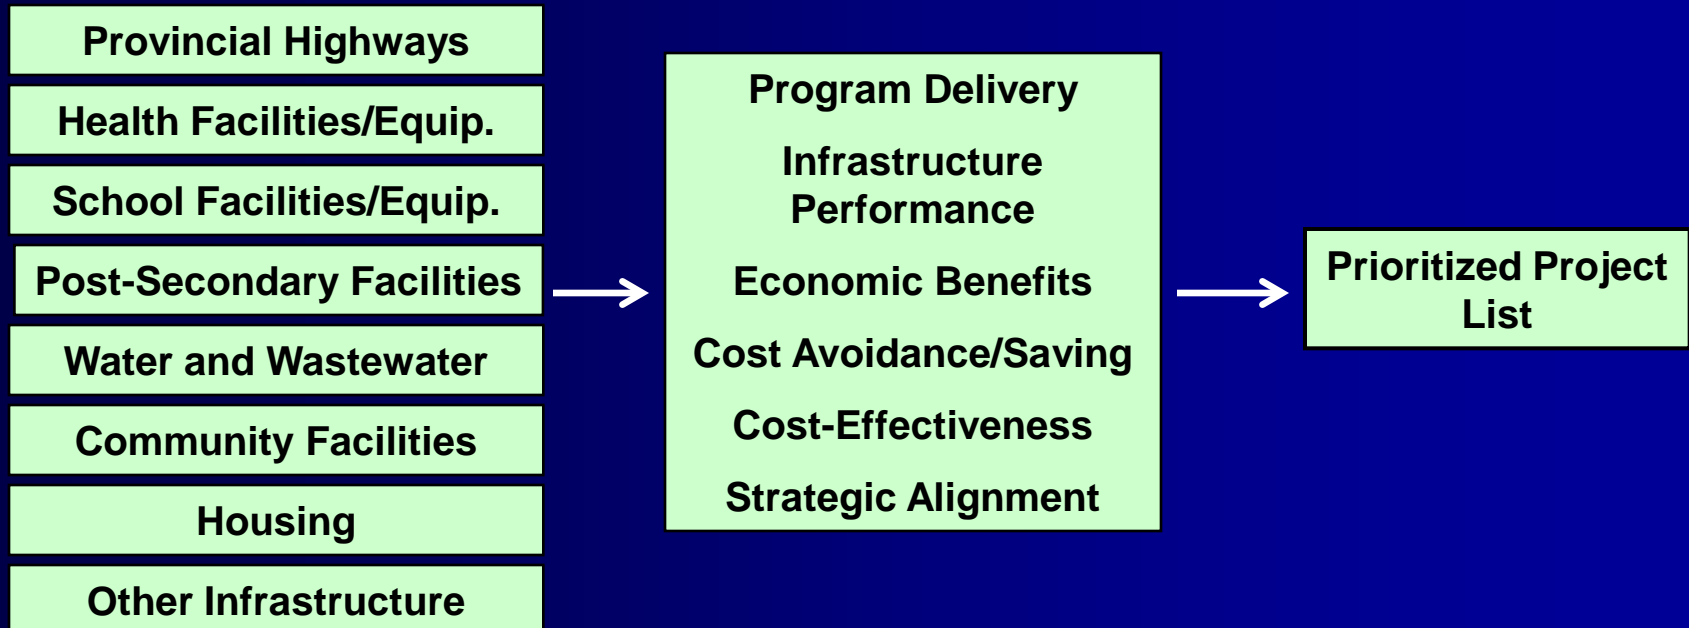 Provincial Highways
Health Facilities/Equip.
School Facilities/Equip.
Post-Secondary Facilities
Water and Wastewater
Community Facilities
Housing
Other Infrastructure
Program Delivery
Infrastructure
Performance
Economic Benefits
Cost Avoidance/Saving
Cost-Effectiveness
Strategic Alignment
Prioritized Project
List